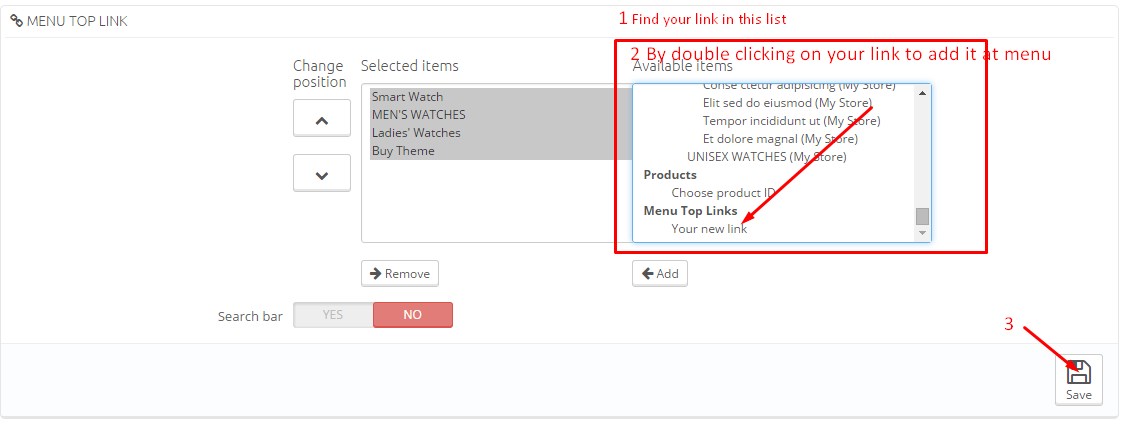 MENU TOP LINK
1 Find your link in this list
2 By double clicking on your link to add it at menu
Change position
Selected items
Available items
Smart Watch
MEN'S WATCHES
Ladies' Watches
Buy Theme
Conse ctetur adipisicing (My Store)
Elit sed do eiusmod (My Store)
Tempor incididunt ut (My Store)
Et dolore magnal (My Store)
UNISEX WATCHES (My Store)
Products
Choose product ID
Menu Top Links
Your new link
Remove
Add
Search bar
YES
NO
3
Save